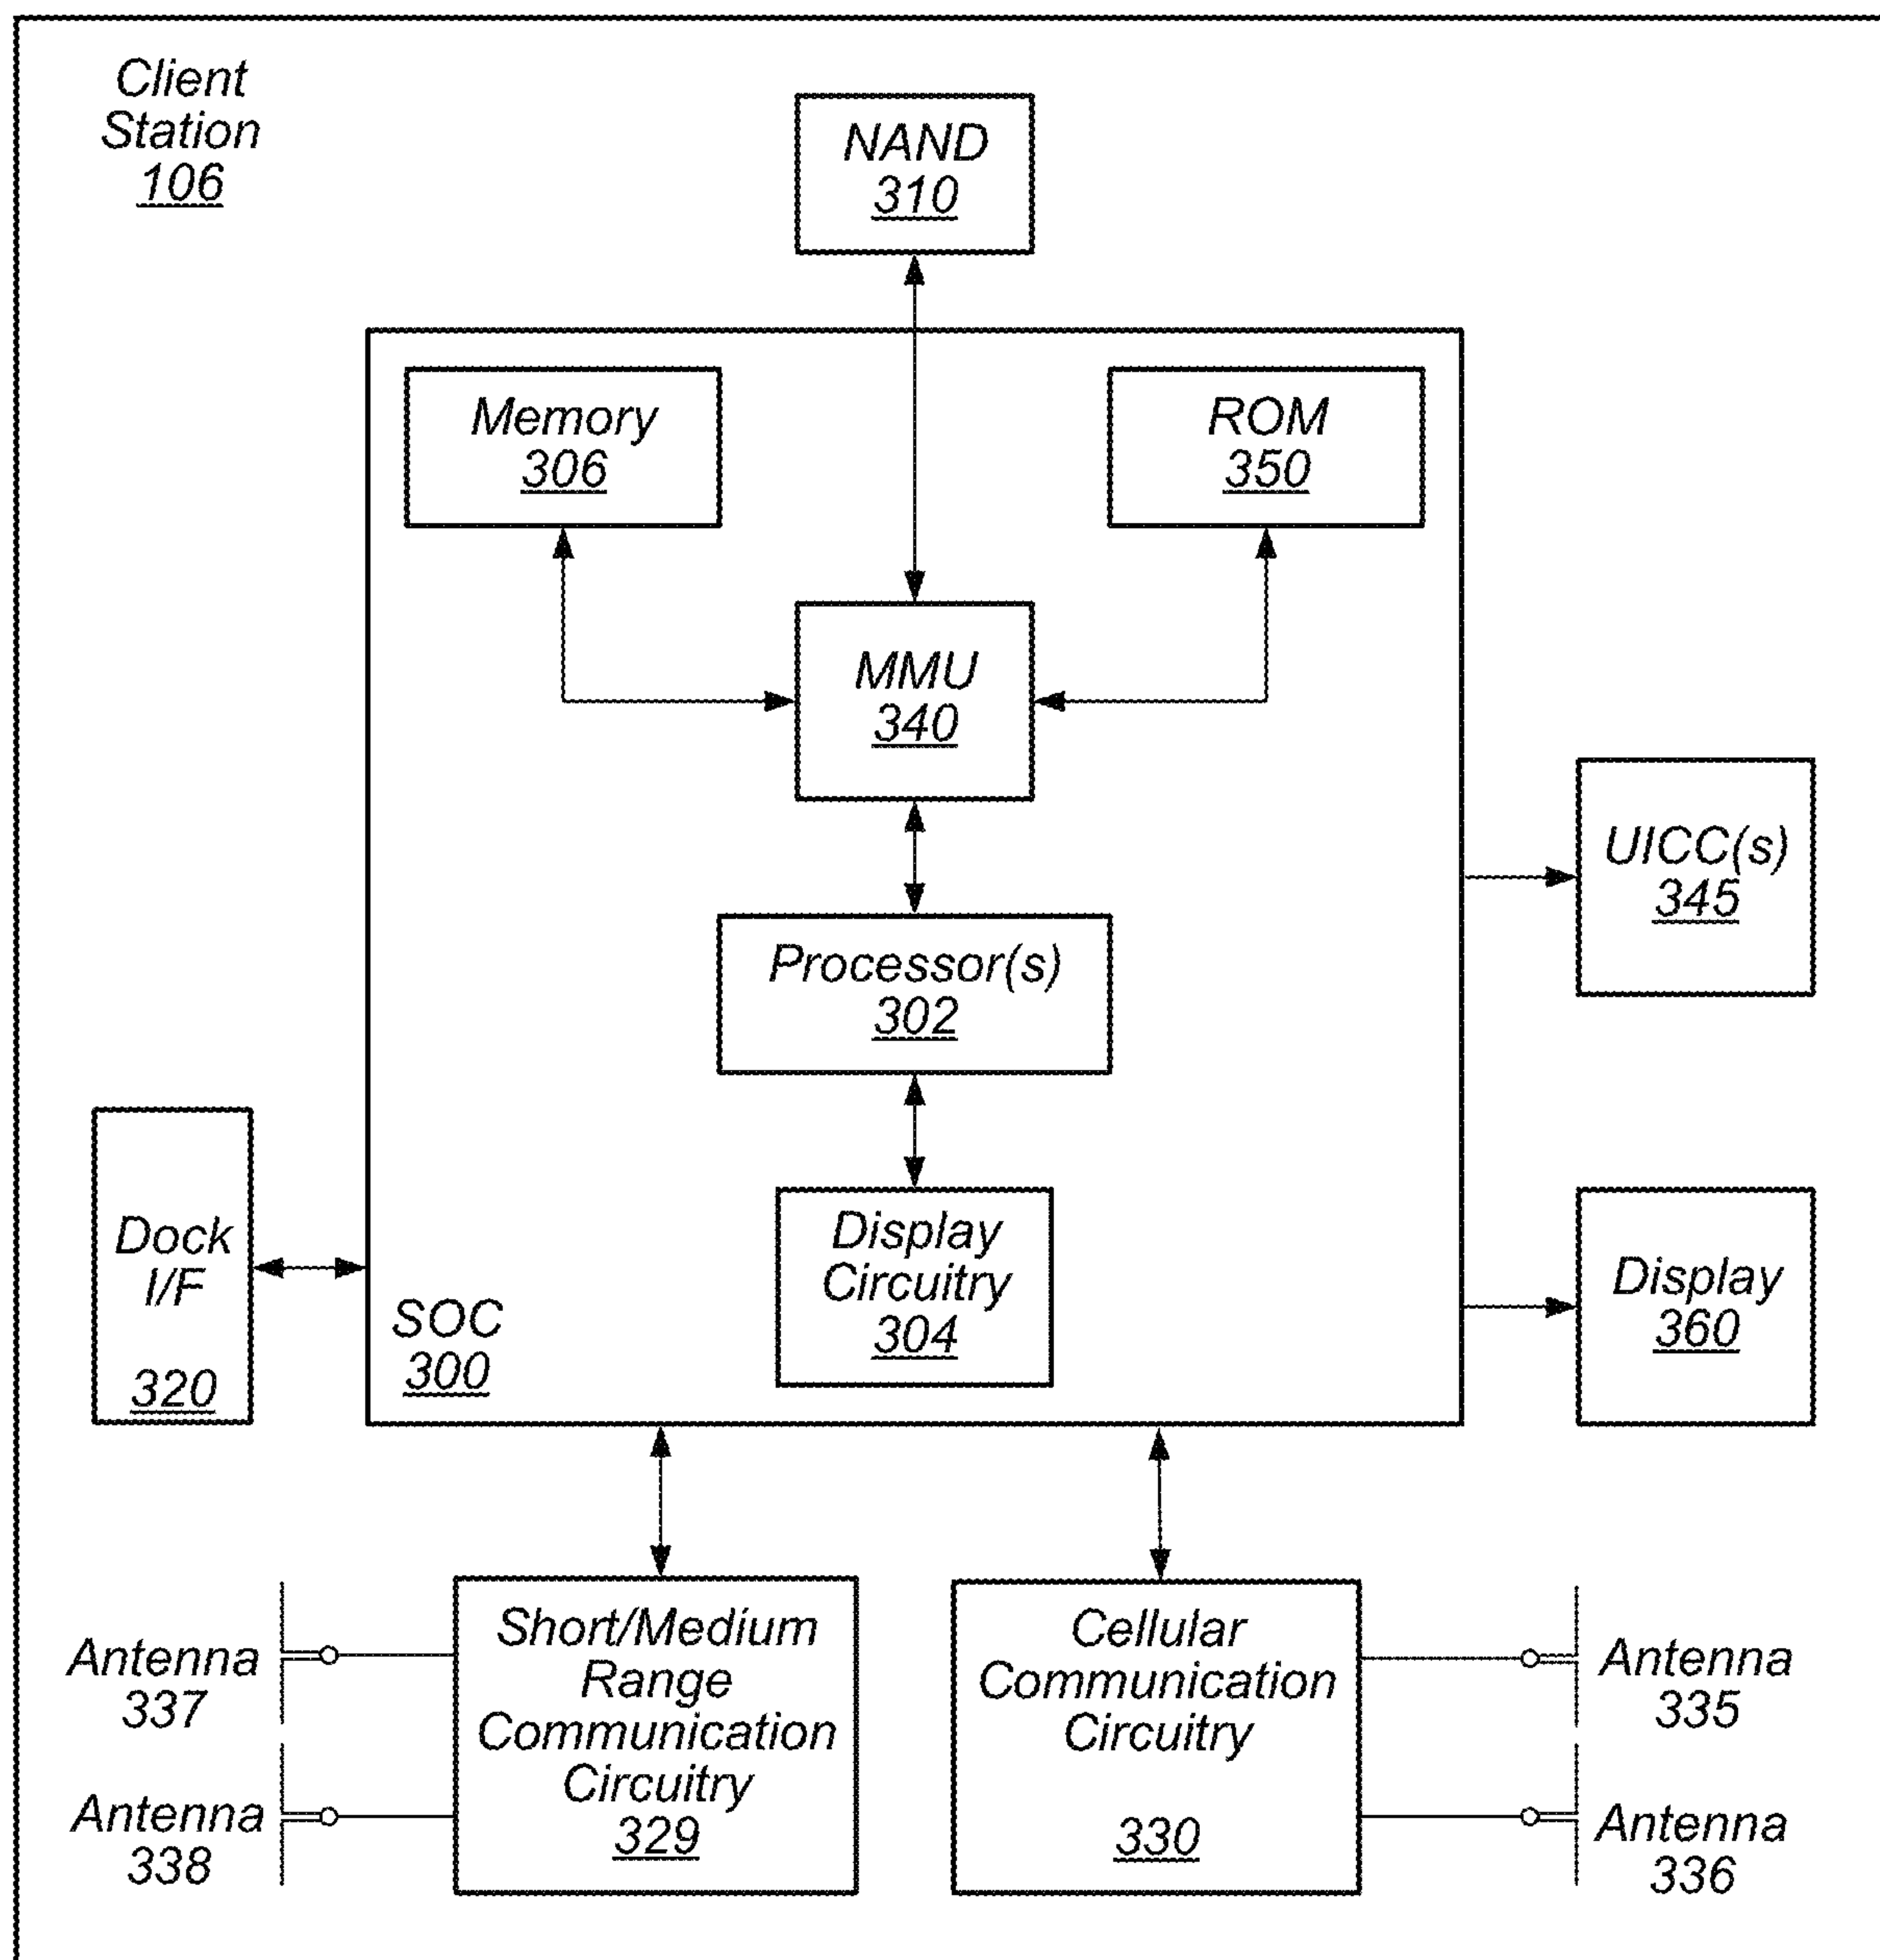 Client
Station
106
NAND
310
Memory
306
ROM
350
MMU
340
UICC(s)
345
Processor(s)
302
Dock
I/F
320
Display
Circuitry
304
SOC
300
Display
360
Short/Medium
Range
Communication
Circuitry
329
Cellular
Communication
Circuitry
330
Antenna
337
Antenna
338
Antenna
335
Antenna
336